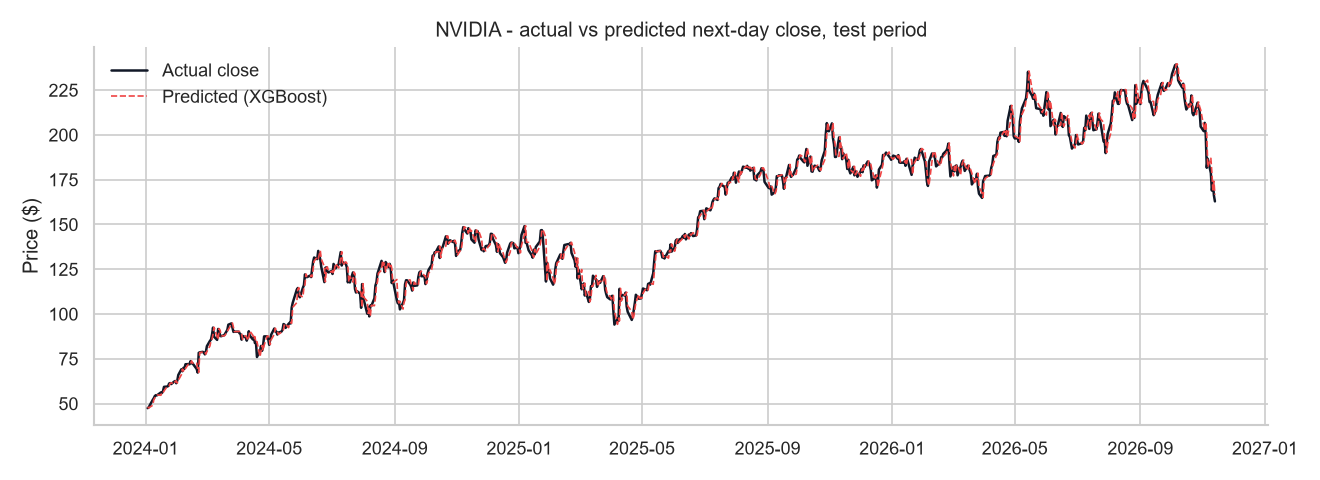 NVIDIA - actual vs predicted next-day close, test period
Actual close
Predicted (XGBoost)
Price ($)
225
200
175
150
125
100
75
50
2024-01 2024-05 2024-09 2025-01 2025-05 2025-09 2026-01 2026-05 2026-09 2027-01